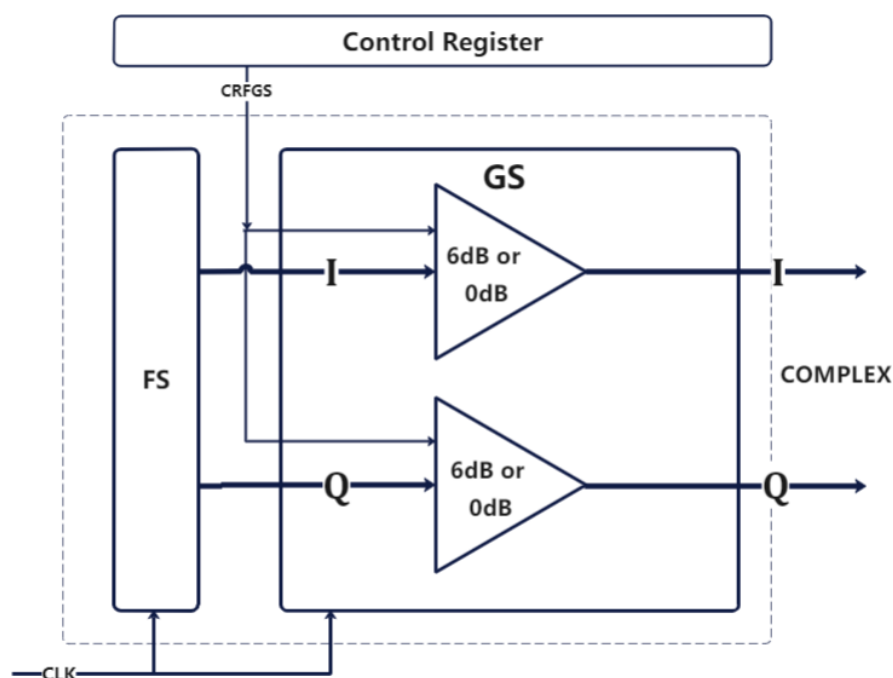 Control Register
CRFGS
GS
6dB or
0dB
I
I
FS
COMPLEX
6dB or
0dB
Q
Q
CLK